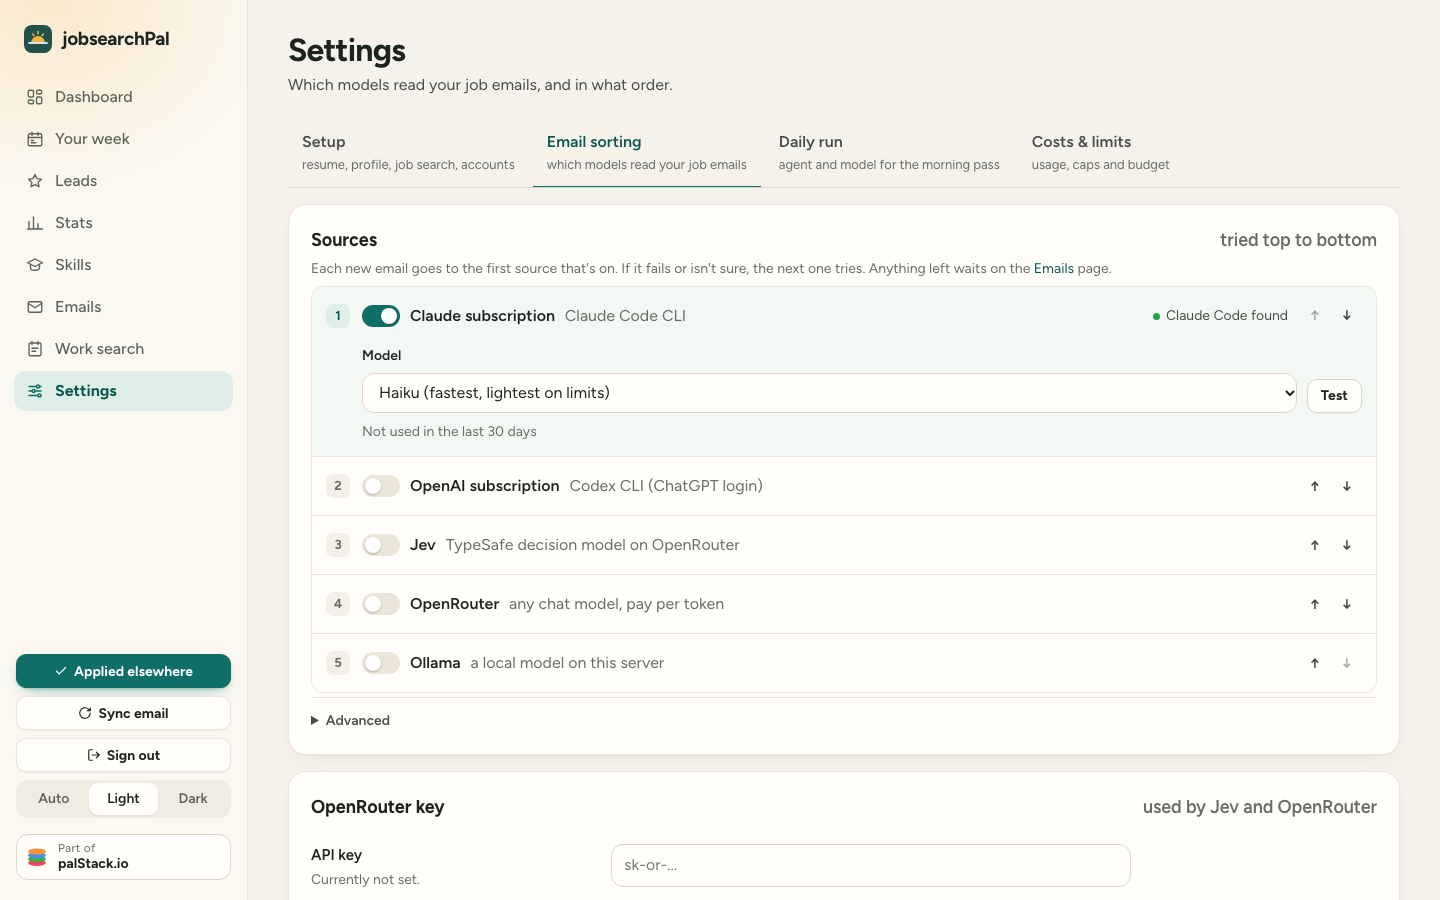 jobsearchPal
Dashboard
Your week
Leads
Stats
Skills
Emails
Work search
Settings
Applied elsewhere
Sync email
Sign out
Auto
Light
Dark
Part of
palStack.io
Settings
Which models read your job emails, and in what order.
Setup
resume, profile, job search, accounts
Email sorting
which models read your job emails
Daily run
agent and model for the morning pass
Costs & limits
usage, caps and budget
Sources
tried top to bottom
Each new email goes to the first source that's on. If it fails or isn't sure, the next one tries. Anything left waits on the Emails page.
1 Claude subscription Claude Code CLI
Claude Code found
Model
Haiku (fastest, lightest on limits)
Test
Not used in the last 30 days
2 OpenAI subscription Codex CLI (ChatGPT login)
3 Jev TypeSafe decision model on OpenRouter
4 OpenRouter any chat model, pay per token
5 Ollama a local model on this server
Advanced
OpenRouter key
used by Jev and OpenRouter
API key
Currently not set.
sk-or-...